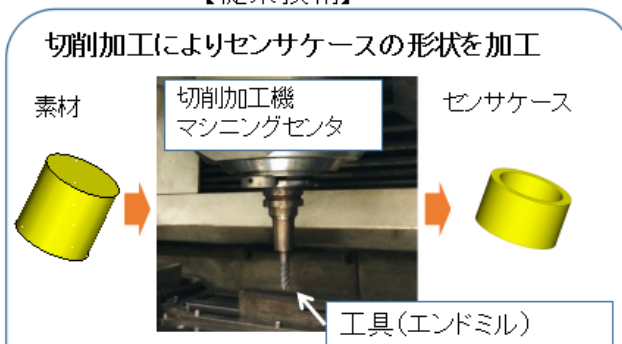 切削加工によりセンサケースの形状を加工
素材
切削加工機
マシニングセンタ
センサケース
工具(エンドミル)